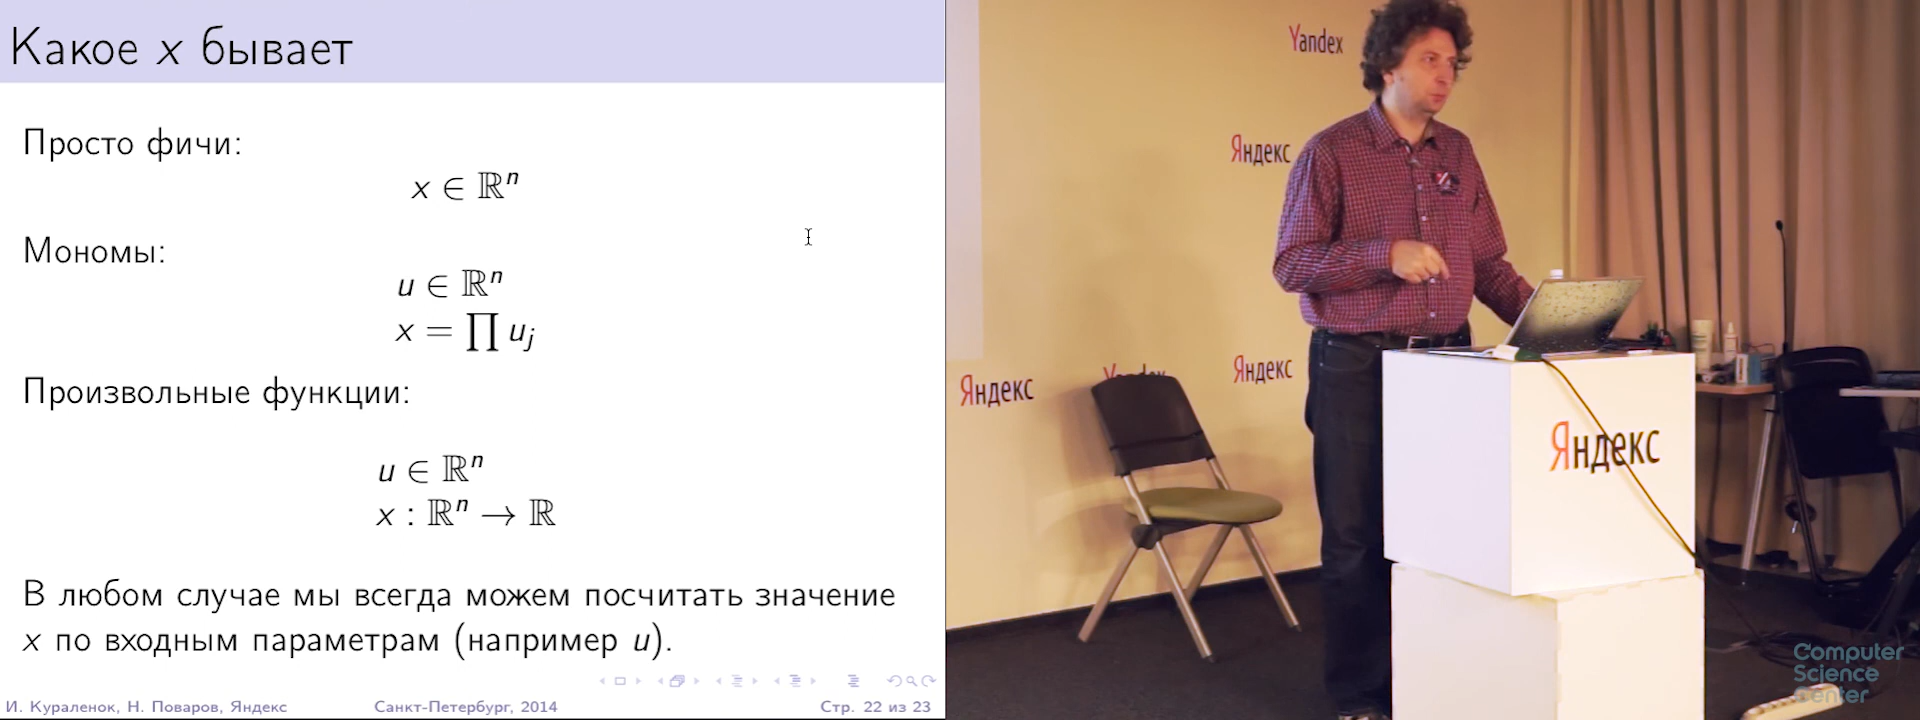 Какое x бывает
Просто фичи:
x ∈ ℝⁿ
Мономы:
u ∈ ℝⁿ
x = ∏ uⱼ
Произвольные функции:
u ∈ ℝⁿ
x : ℝⁿ → ℝ
В любом случае мы всегда можем посчитать значение
x по входным параметрам (например u).
И. Кураленок, Н. Поваров, Яндекс
Санкт-Петербург, 2014
Стр. 22 из 23
Yandex
Яндекс
Яндекс
Yandex
Яндекс
Яндекс
Computer
Science
Center